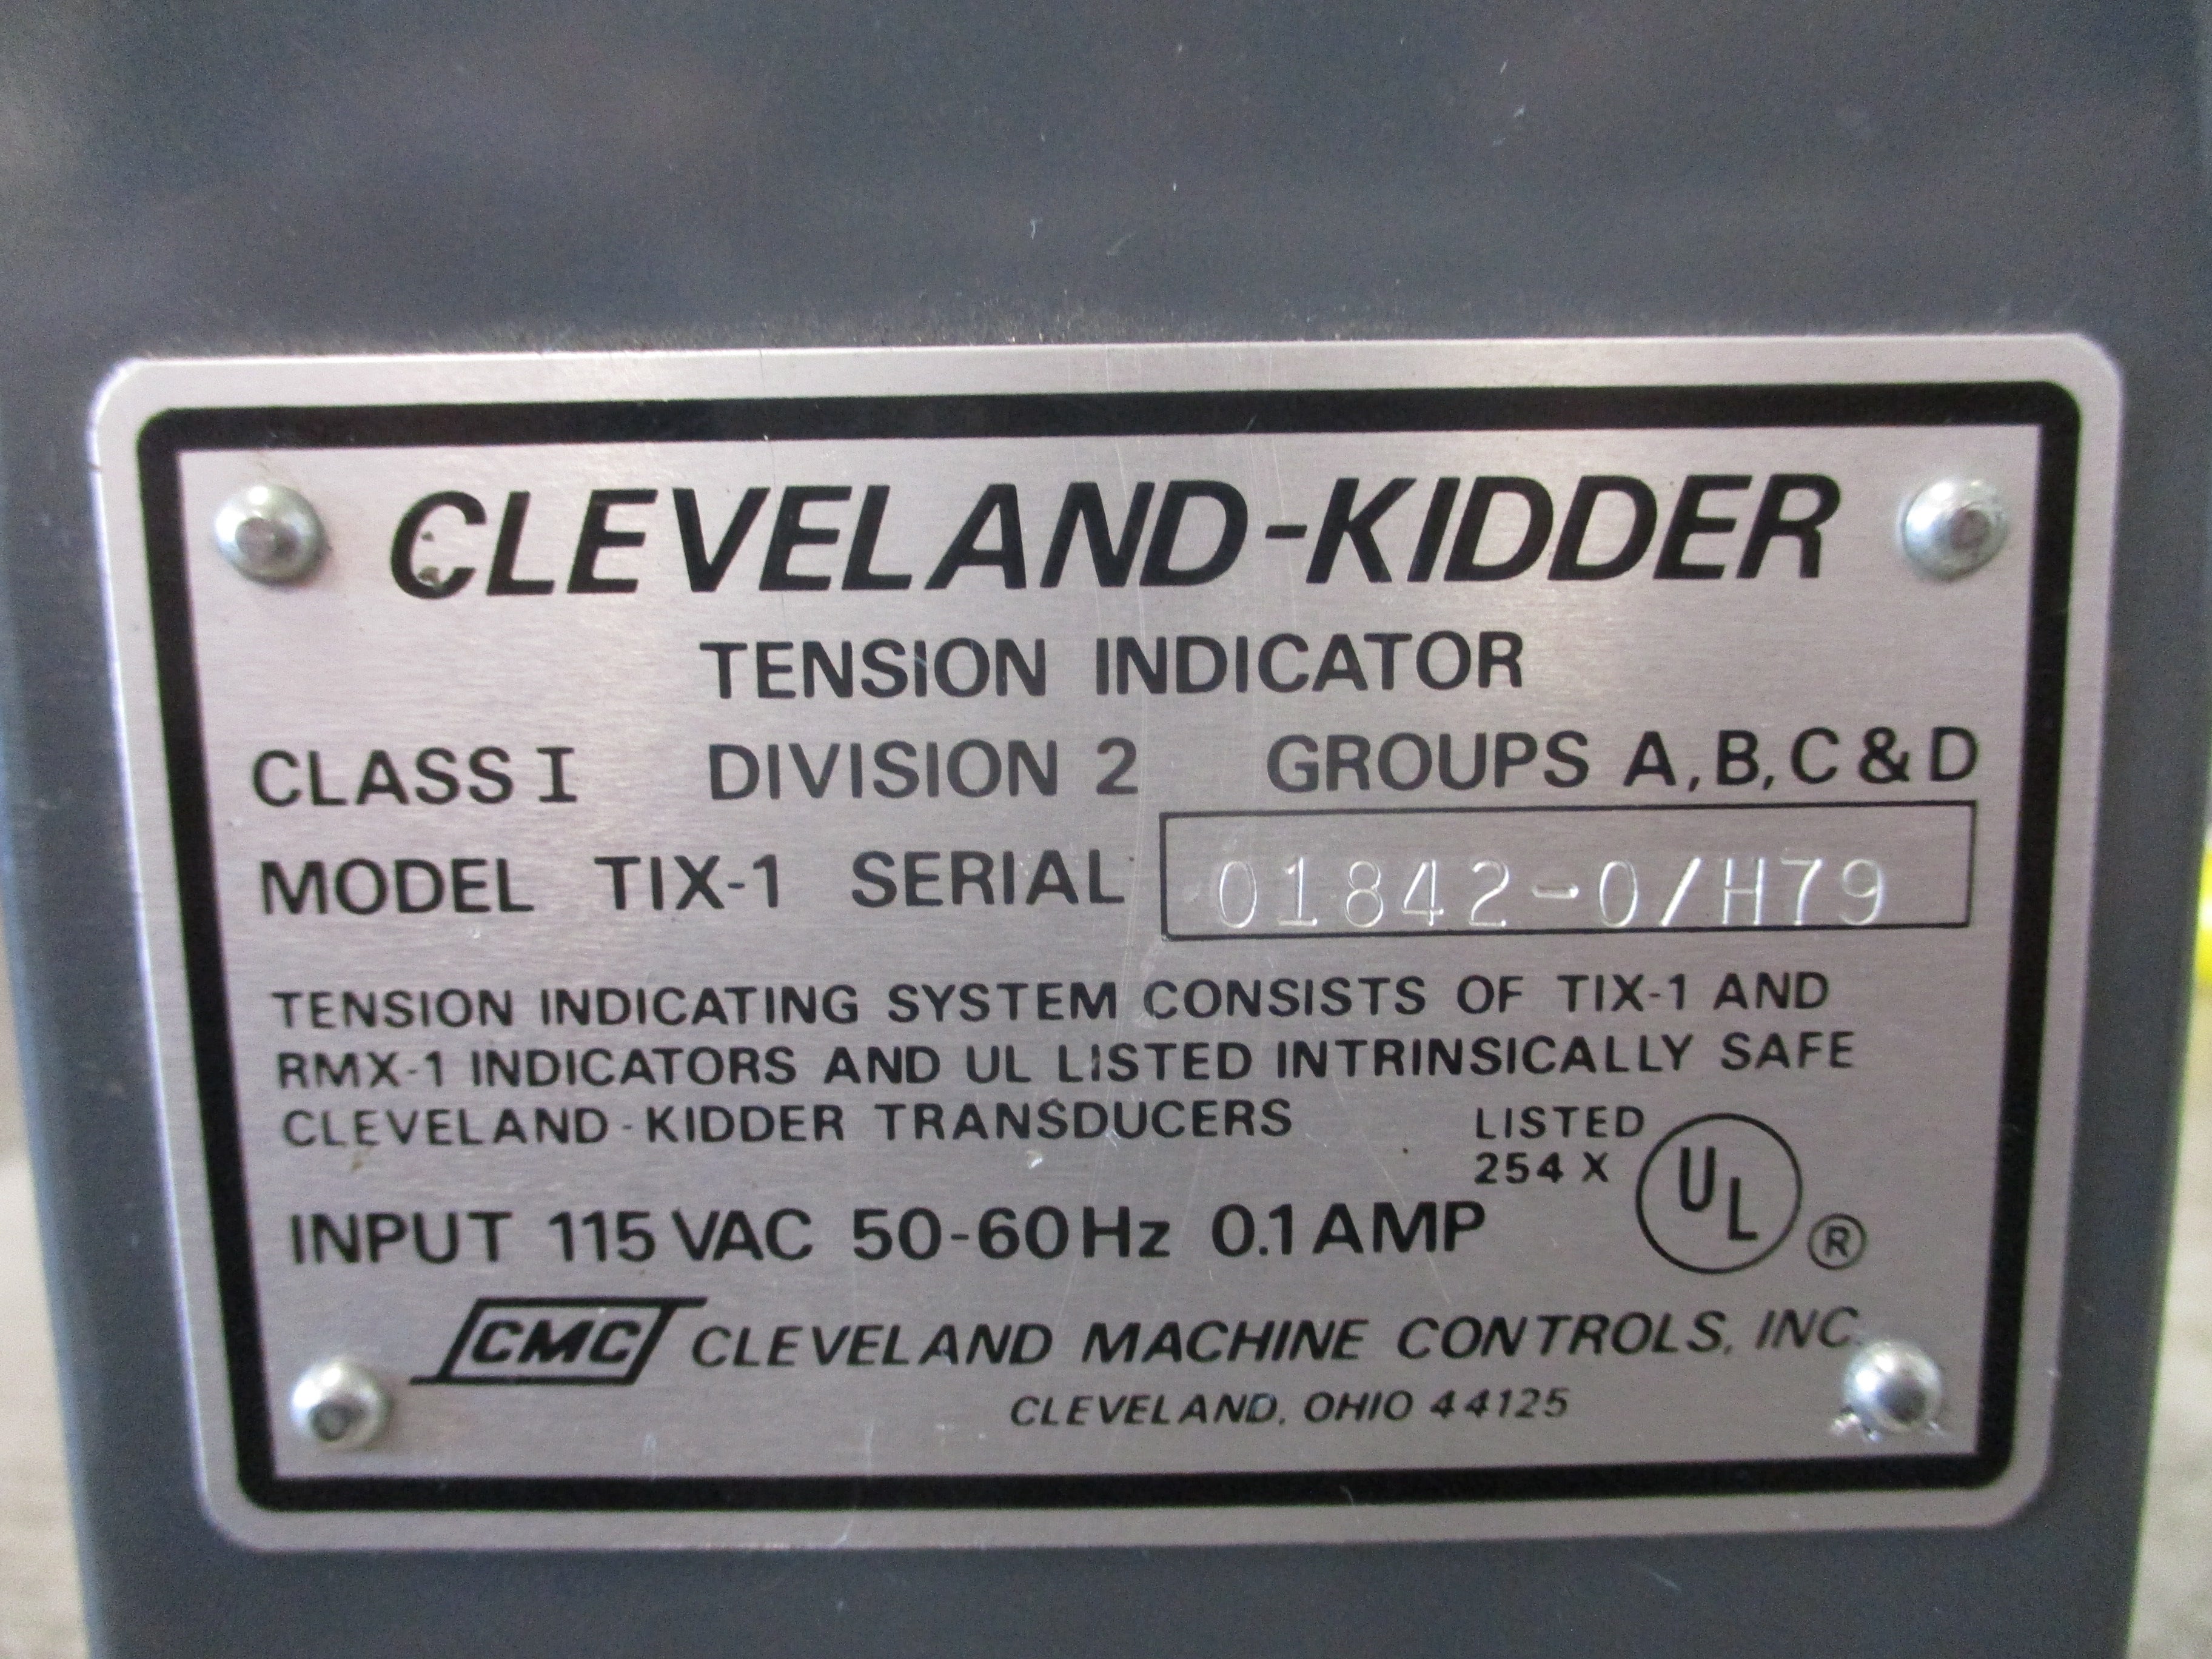 CLEVELAND-KIDDER
TENSION INDICATOR
CLASS I DIVISION 2 GROUPS A, B, C & D
MODEL TIX-1 SERIAL 01842-0/H79
TENSION INDICATING SYSTEM CONSISTS OF TIX-1 AND
RMX-1 INDICATORS AND UL LISTED INTRINSICALLY SAFE
CLEVELAND-KIDDER TRANSDUCERS
LISTED
254 X
UL ®
INPUT 115 VAC 50-60 Hz 0.1 AMP
CMC CLEVELAND MACHINE CONTROLS, INC.
CLEVELAND, OHIO 44125